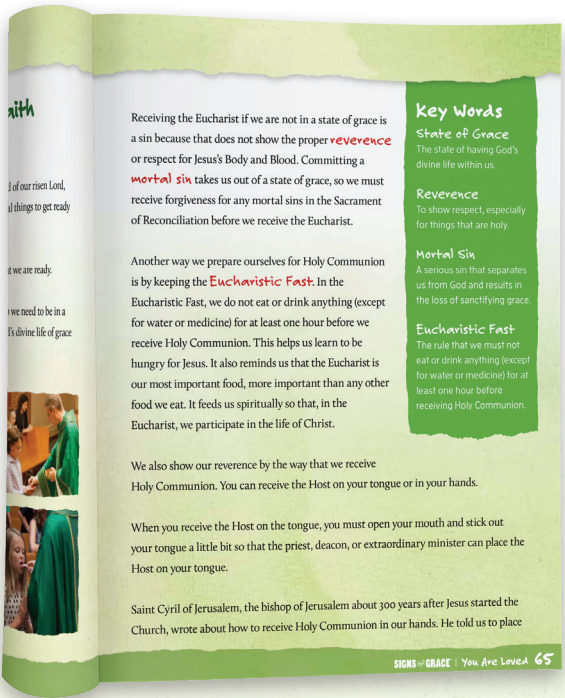 aith
of our risen Lord,
al things to get ready
we are ready.
we need to be in a
's divine life of grace
Receiving the Eucharist if we are not in a state of grace is
a sin because that does not show the proper reverence
or respect for Jesus's Body and Blood. Committing a
mortal sin takes us out of a state of grace, so we must
receive forgiveness for any mortal sins in the Sacrament
of Reconciliation before we receive the Eucharist.
Another way we prepare ourselves for Holy Communion
is by keeping the Eucharistic Fast. In the
Eucharistic Fast, we do not eat or drink anything (except
for water or medicine) for at least one hour before we
receive Holy Communion. This helps us learn to be
hungry for Jesus. It also reminds us that the Eucharist is
our most important food, more important than any other
food we eat. It feeds us spiritually so that, in the
Eucharist, we participate in the life of Christ.
We also show our reverence by the way that we receive
Holy Communion. You can receive the Host on your tongue or in your hands.
When you receive the Host on the tongue, you must open your mouth and stick out
your tongue a little bit so that the priest, deacon, or extraordinary minister can place the
Host on your tongue.
Saint Cyril of Jerusalem, the bishop of Jerusalem about 300 years after Jesus started the
Church, wrote about how to receive Holy Communion in our hands. He told us to place
Key Words
State of Grace
The state of having God's
divine life within us.
Reverence
To show respect, especially
for things that are holy.
Mortal Sin
A serious sin that separates
us from God and results in
the loss of sanctifying grace.
Eucharistic Fast
The rule that we must not
eat or drink anything (except
for water or medicine) for at
least one hour before
receiving Holy Communion.
SIGNS of GRACE | You Are Loved 65